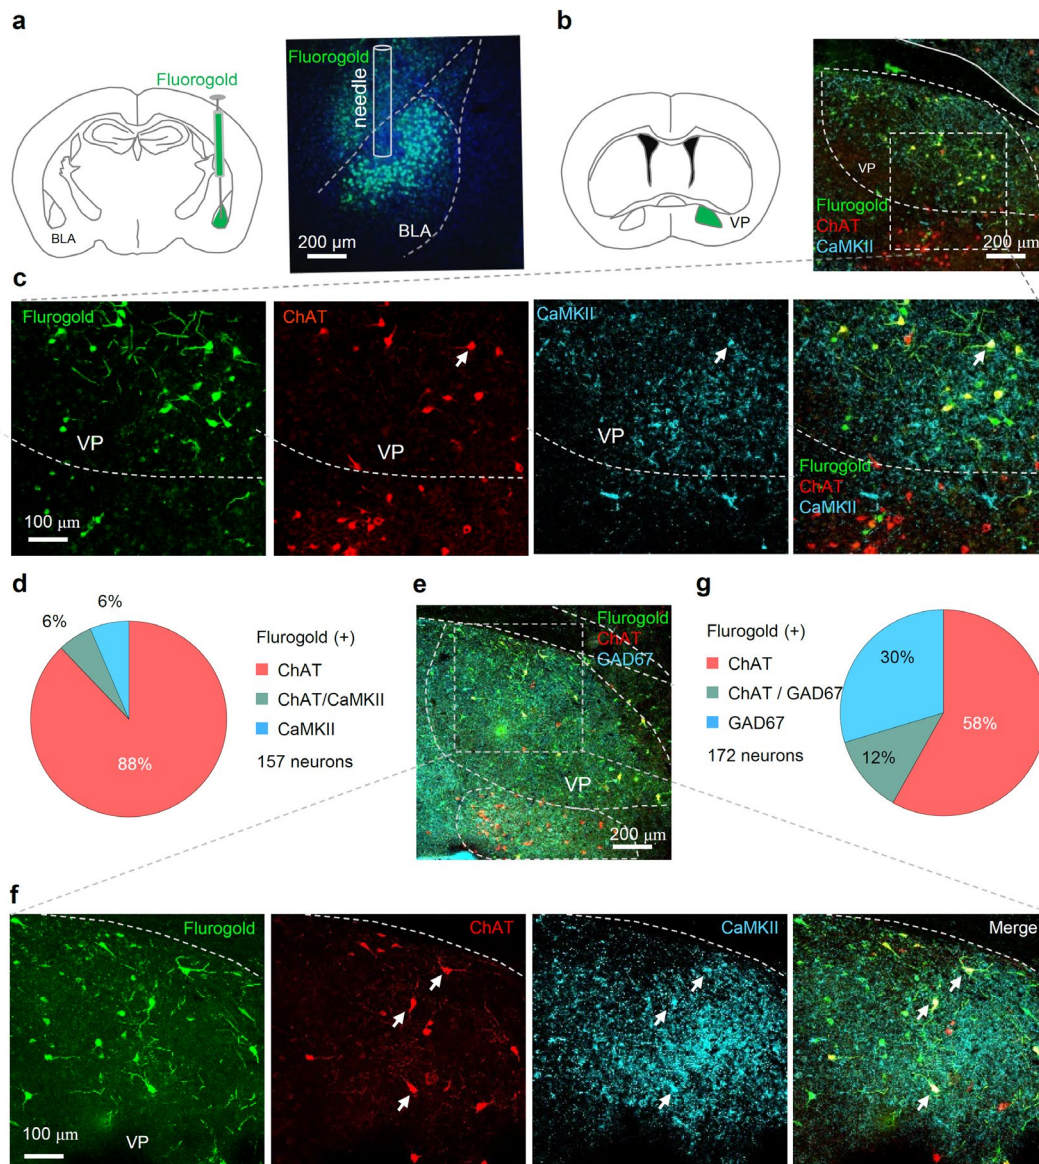 a
Fluorogold
BLA
Fluorogold
needle
BLA
200 µm
b
VP
VP
Flurogold
ChAT
CaMKII
200 µm
c
Flurogold
VP
100 µm
ChAT
VP
CaMKII
VP
Flurogold
ChAT
CaMKII
d
6%
6%
88%
Flurogold (+)
ChAT
ChAT/CaMKII
CaMKII
157 neurons
e
Flurogold
ChAT
GAD67
VP
200 µm
g
Flurogold (+)
ChAT
ChAT / GAD67
GAD67
172 neurons
30%
58%
12%
f
Flurogold
VP
100 µm
ChAT
CaMKII
Merge